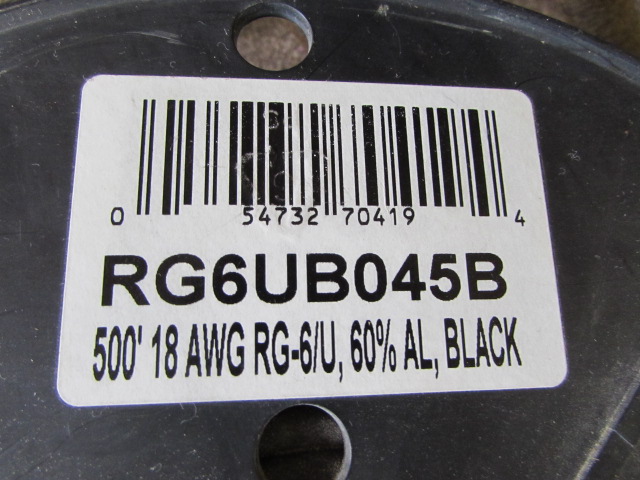 0 54732 70419 4
RG6UB045B
500' 18 AWG RG-6/U, 60% AL, BLACK